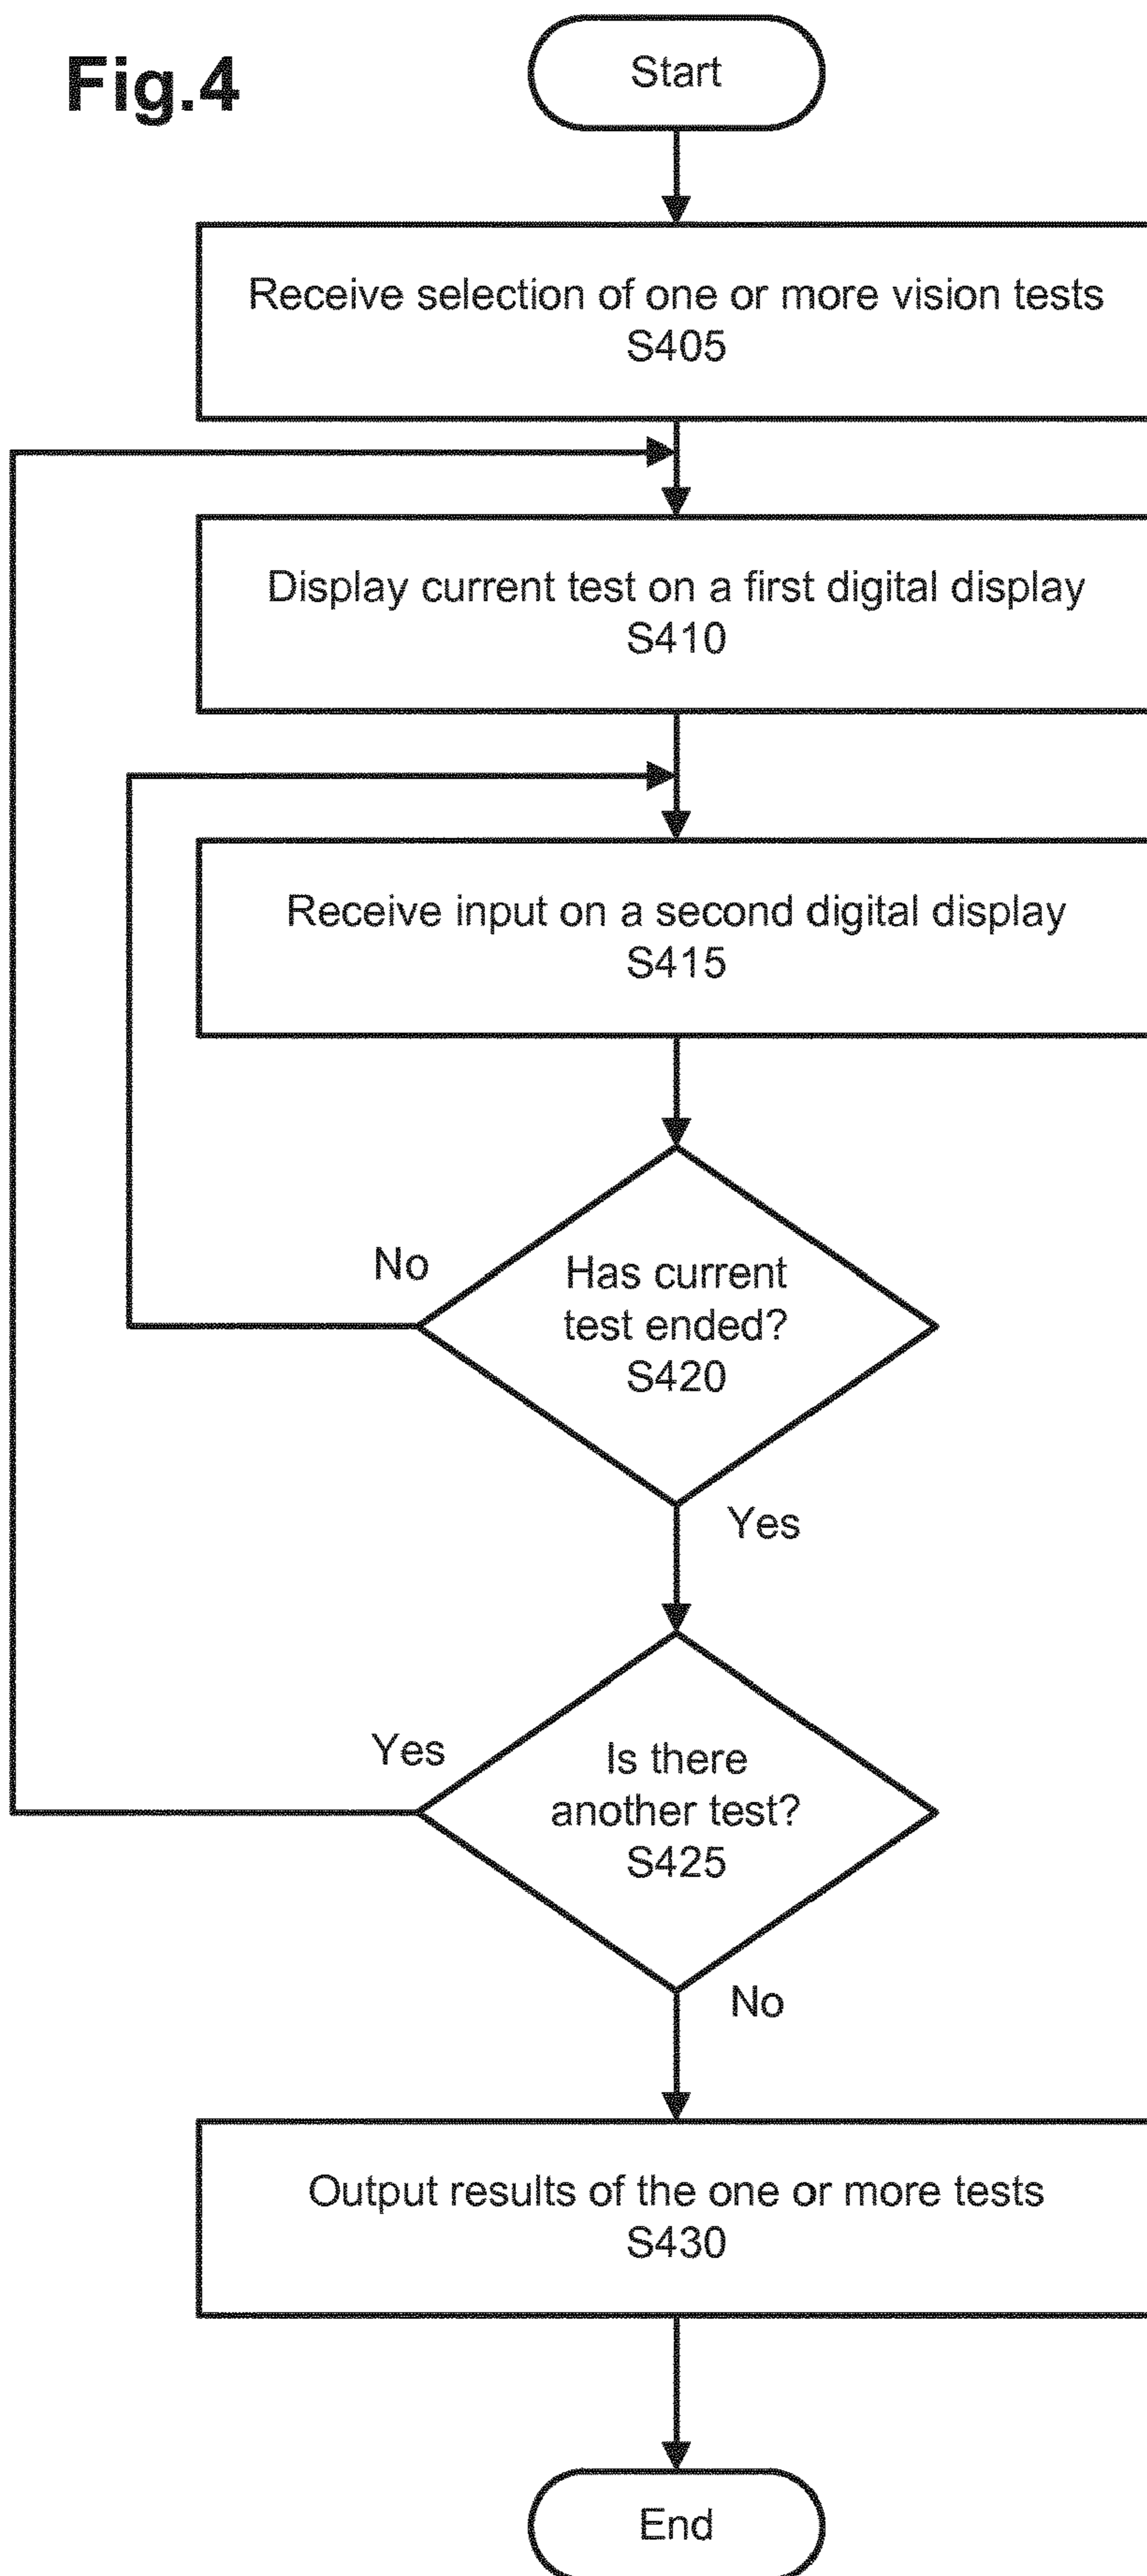 Fig.4
Start
Receive selection of one or more vision tests
S405
Display current test on a first digital display
S410
Receive input on a second digital display
S415
No
Has current
test ended?
S420
Yes
Yes
Is there
another test?
S425
No
Output results of the one or more tests
S430
End